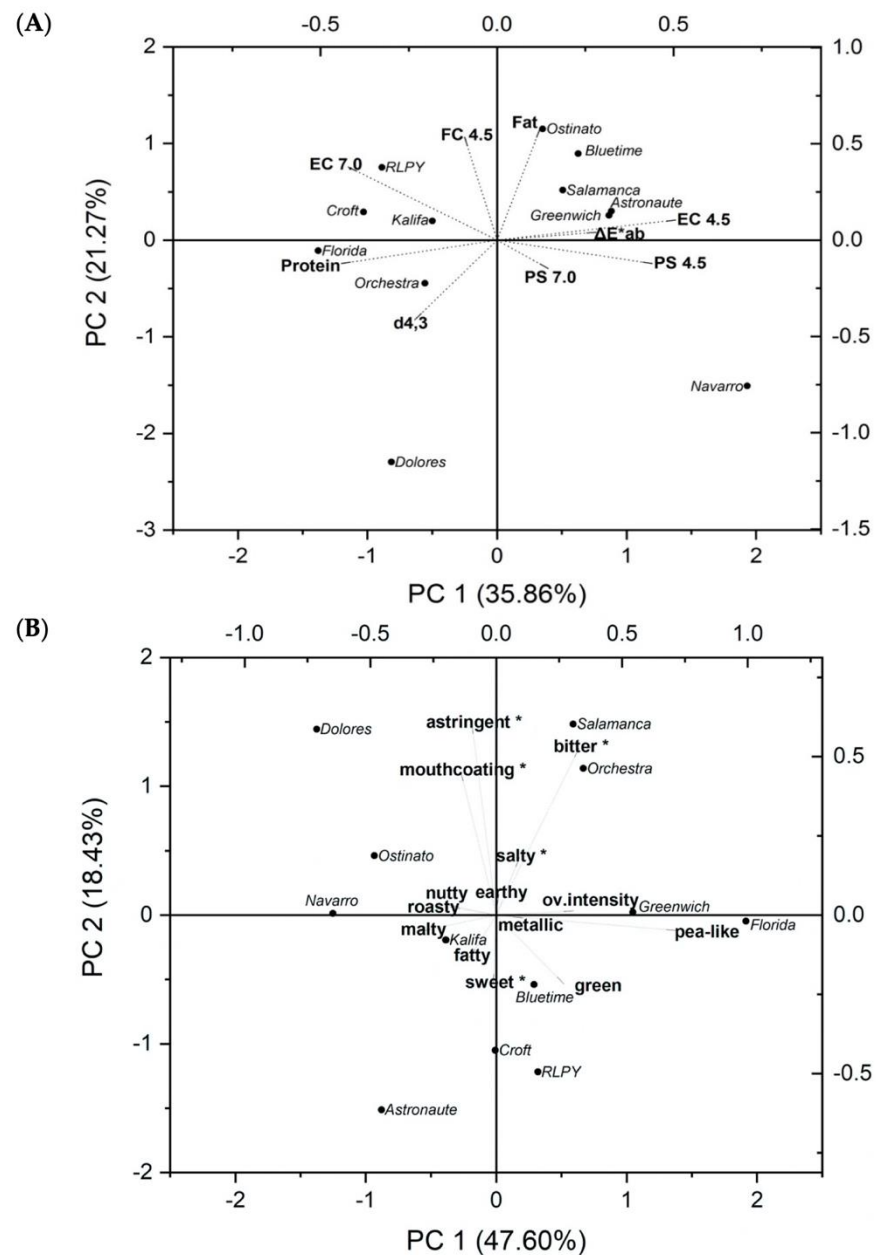 (A)
-0.5 0.0 0.5
2 1.0
Fat Ostinato
FC 4.5
Bluetime
1 0.5
EC 7.0 RLPY
Salamanca
Astronaute
Croft Kalifa Greenwich EC 4.5
0 ΔE*ab 0.0
Florida
Protein PS 7.0 PS 4.5
Orchestra
d4,3
-1 -0.5
Navarro
-2 -1.0
Dolores
-3 -1.5
-2 -1 0 1 2
PC 2 (21.27%)
PC 1 (35.86%)
(B)
-1.0 -0.5 0.0 0.5 1.0
2
Dolores astringent * Salamanca
bitter *
mouthcoating * Orchestra
1 0.5
Ostinato salty *
nutty earthy
Navarro roasty ov.intensity Greenwich
0 0.0
malty metallic pea-like Florida
Kalifa
fatty
sweet * green
Bluetime
-1 Croft
RLPY -0.5
Astronaute
-2
-2 -1 0 1 2
PC 2 (18.43%)
PC 1 (47.60%)